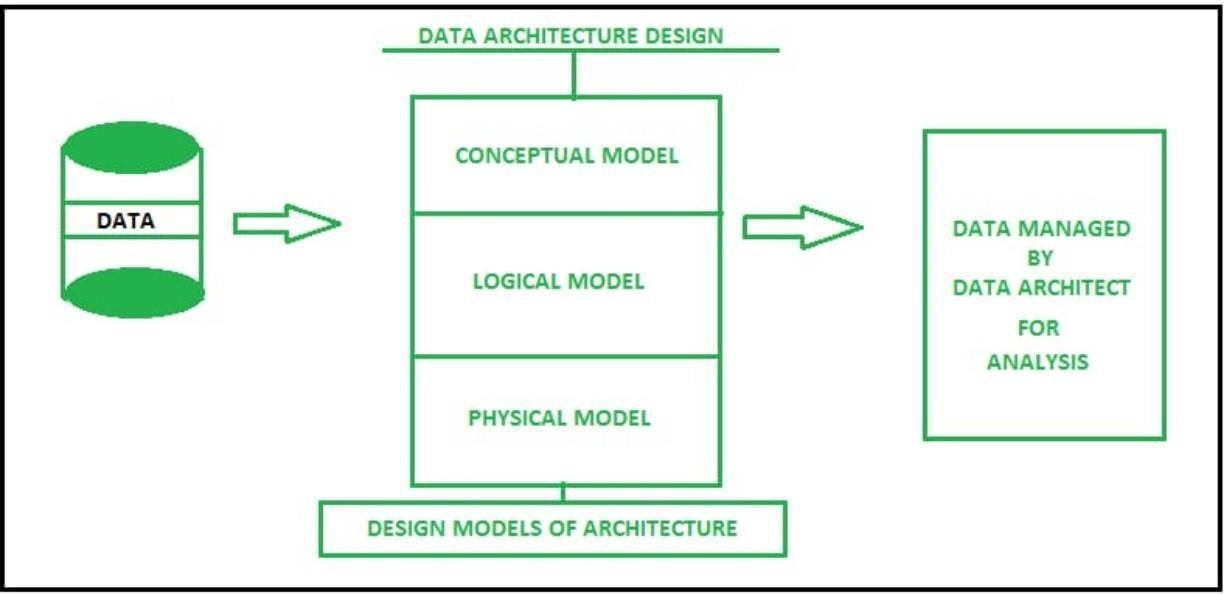 DATA ARCHITECTURE DESIGN
DATA
CONCEPTUAL MODEL
LOGICAL MODEL
PHYSICAL MODEL
DESIGN MODELS OF ARCHITECTURE
DATA MANAGED
BY
DATA ARCHITECT
FOR
ANALYSIS